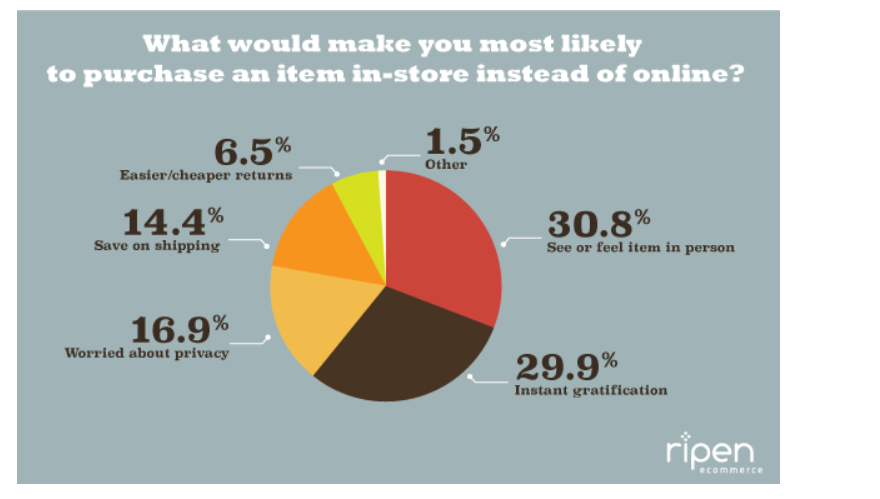 What would make you most likely
to purchase an item in-store instead of online?
6.5%
Easier/cheaper returns
1.5%
Other
14.4%
Save on shipping
30.8%
See or feel item in person
16.9%
Worried about privacy
29.9%
Instant gratification
ripen
ecommerce